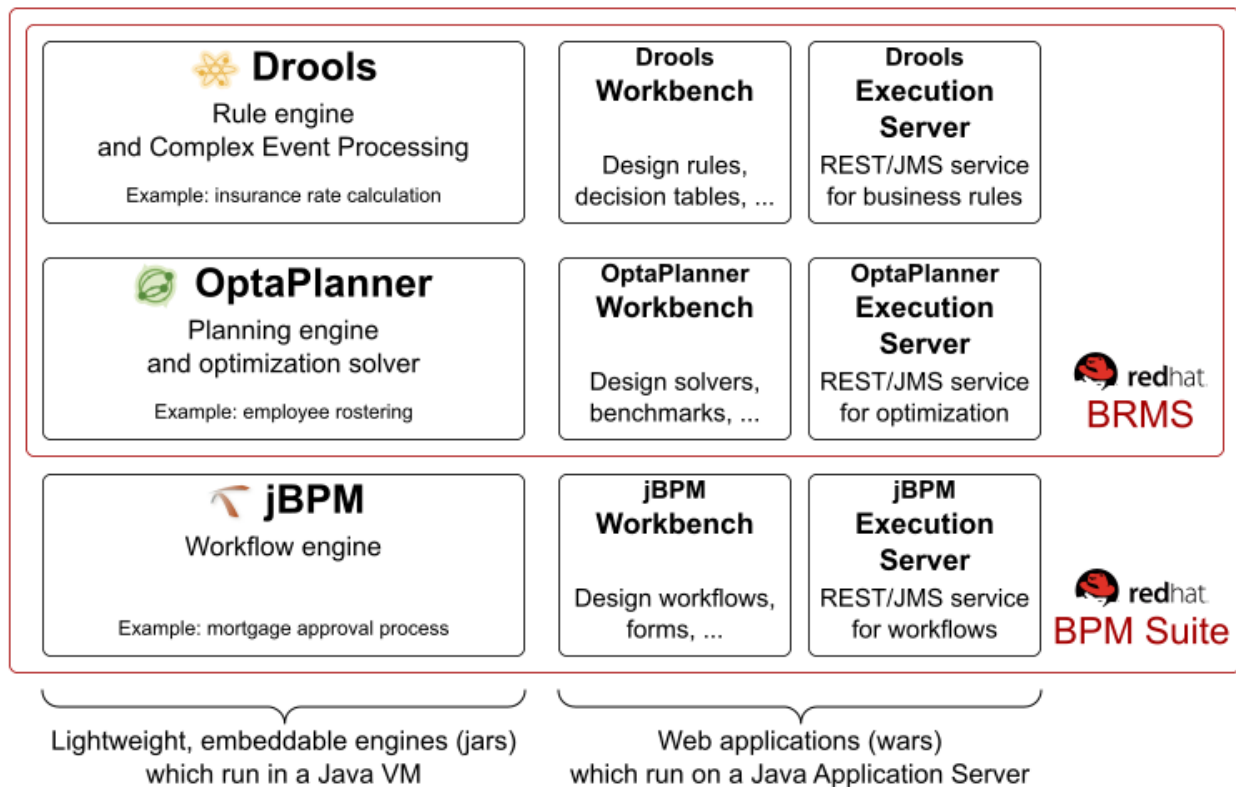 Drools
Rule engine
and Complex Event Processing
Example: insurance rate calculation
Drools
Workbench
Design rules,
decision tables, ...
Drools
Execution
Server
REST/JMS service
for business rules
OptaPlanner
Planning engine
and optimization solver
Example: employee rostering
OptaPlanner
Workbench
Design solvers,
benchmarks, ...
OptaPlanner
Execution
Server
REST/JMS service
for optimization
redhat.
BRMS
jBPM
Workflow engine
Example: mortgage approval process
jBPM
Workbench
Design workflows,
forms, ...
jBPM
Execution
Server
REST/JMS service
for workflows
redhat.
BPM Suite
Lightweight, embeddable engines (jars)
which run in a Java VM
Web applications (wars)
which run on a Java Application Server